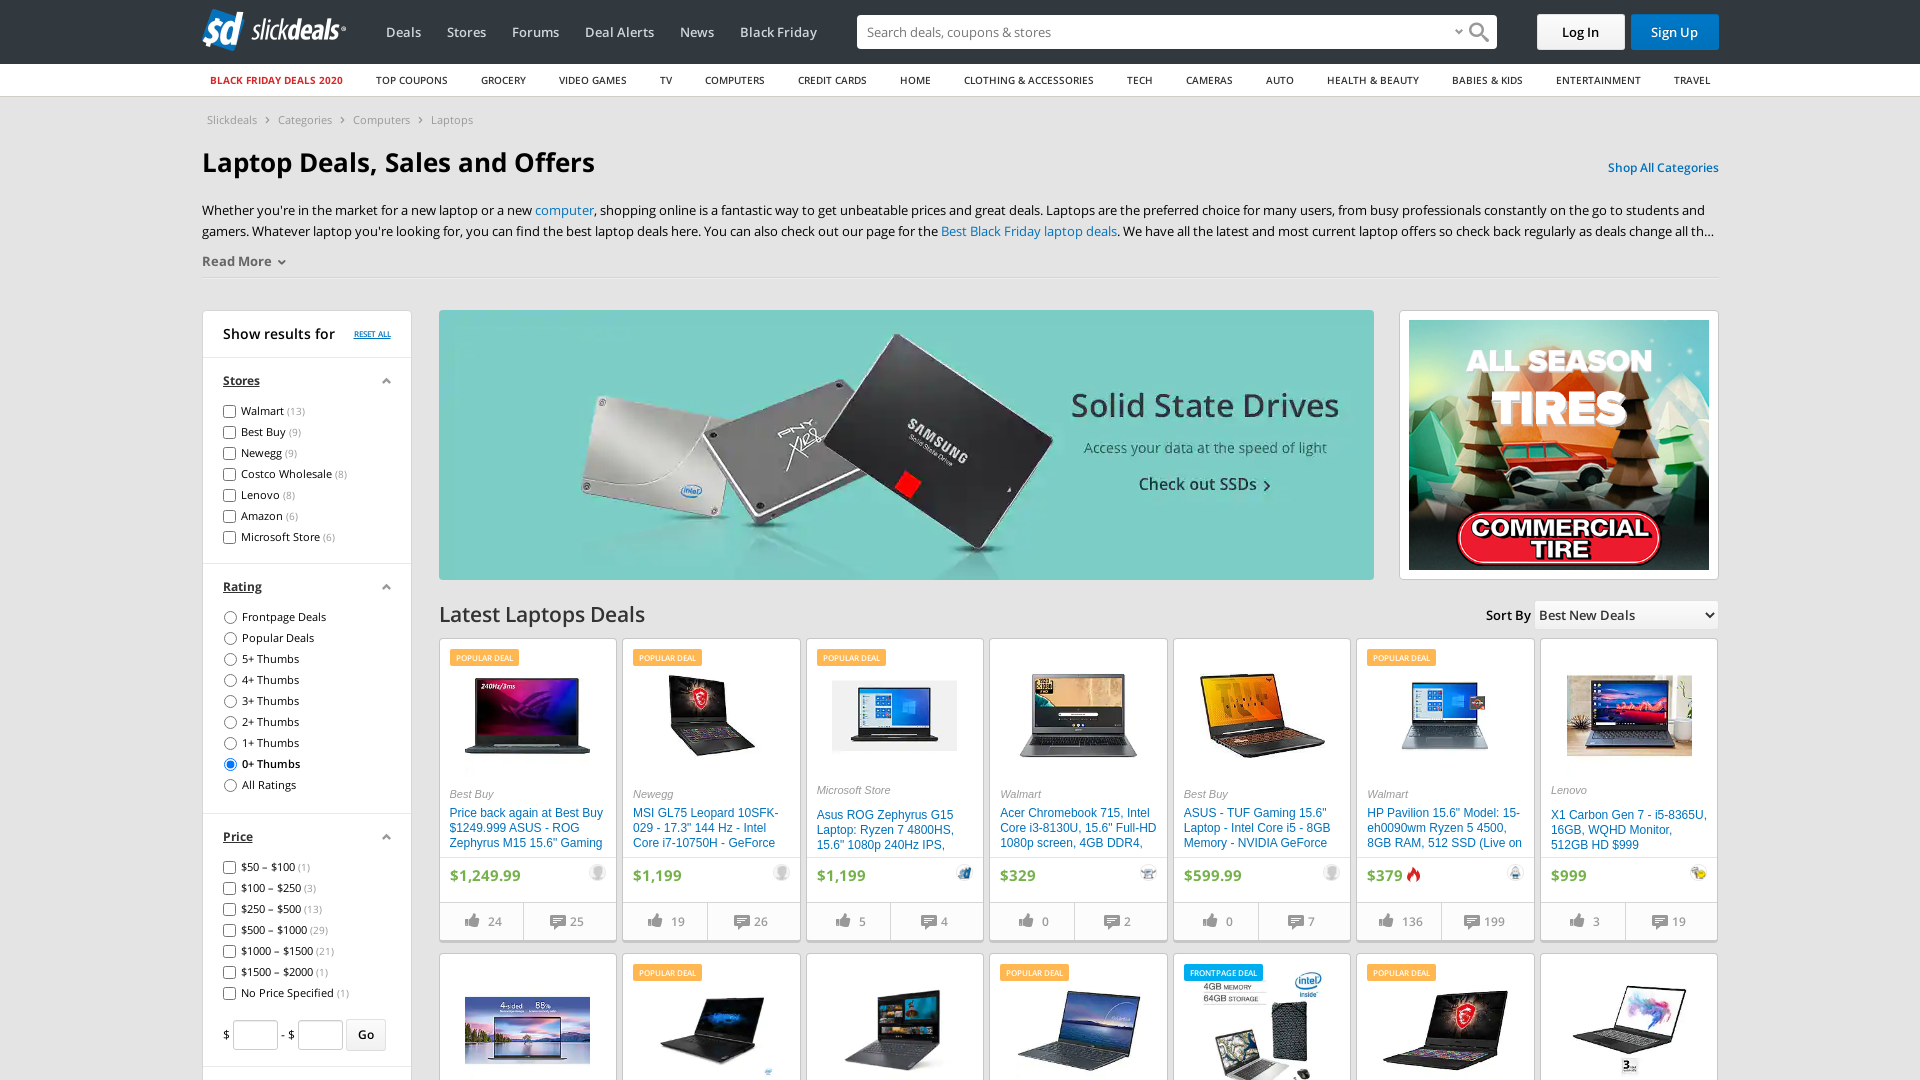 slickdeals
Deals
Stores
Forums
Deal Alerts
News
Black Friday
Search deals, coupons & stores
Log In
Sign Up
BLACK FRIDAY DEALS 2020
TOP COUPONS
GROCERY
VIDEO GAMES
TV
COMPUTERS
CREDIT CARDS
HOME
CLOTHING & ACCESSORIES
TECH
CAMERAS
AUTO
HEALTH & BEAUTY
BABIES & KIDS
ENTERTAINMENT
TRAVEL
Slickdeals > Categories > Computers > Laptops
Laptop Deals, Sales and Offers
Shop All Categories
Whether you're in the market for a new laptop or a new computer, shopping online is a fantastic way to get unbeatable prices and great deals. Laptops are the preferred choice for many users, from busy professionals constantly on the go to students and
gamers. Whatever laptop you're looking for, you can find the best laptop deals here. You can also check out our page for the Best Black Friday laptop deals. We have all the latest and most current laptop offers so check back regularly as deals change all th...
Read More
Show results for
RESET ALL
Stores
Walmart (13)
Best Buy (9)
Newegg (9)
Costco Wholesale (8)
Lenovo (8)
Amazon (6)
Microsoft Store (6)
Rating
Frontpage Deals
Popular Deals
5+ Thumbs
4+ Thumbs
3+ Thumbs
2+ Thumbs
1+ Thumbs
0+ Thumbs
All Ratings
Price
$50 – $100 (1)
$100 – $250 (3)
$250 – $500 (13)
$500 – $1000 (29)
$1000 – $1500 (21)
$1500 – $2000 (1)
No Price Specified (1)
$ - $ Go
intel
PNY
XLR8
SAMSUNG
Solid State Drive
Solid State Drives
Access your data at the speed of light
Check out SSDs >
ALL SEASON
TIRES
COMMERCIAL
TIRE
Latest Laptops Deals
Sort By Best New Deals
POPULAR DEAL
240Hz/3ms
Best Buy
Price back again at Best Buy
$1249.999 ASUS - ROG
Zephyrus M15 15.6" Gaming
$1,249.99
24
25
POPULAR DEAL
Newegg
MSI GL75 Leopard 10SFK-
029 - 17.3" 144 Hz - Intel
Core i7-10750H - GeForce
$1,199
19
26
POPULAR DEAL
Microsoft Store
Asus ROG Zephyrus G15
Laptop: Ryzen 7 4800HS,
15.6" 1080p 240Hz IPS,
$1,199
5
4
Walmart
Acer Chromebook 715, Intel
Core i3-8130U, 15.6" Full-HD
1080p screen, 4GB DDR4,
$329
0
2
Best Buy
ASUS - TUF Gaming 15.6"
Laptop - Intel Core i5 - 8GB
Memory - NVIDIA GeForce
$599.99
0
7
POPULAR DEAL
Walmart
HP Pavilion 15.6" Model: 15-
eh0090wm Ryzen 5 4500,
8GB RAM, 512 SSD (Live on
$379
136
199
Lenovo
X1 Carbon Gen 7 - i5-8365U,
16GB, WQHD Monitor,
512GB HD $999
$999
3
19
4-sided 88%
POPULAR DEAL
POPULAR DEAL
FRONTPAGE DEAL
4GB MEMORY
64GB STORAGE
intel
inside
POPULAR DEAL
3